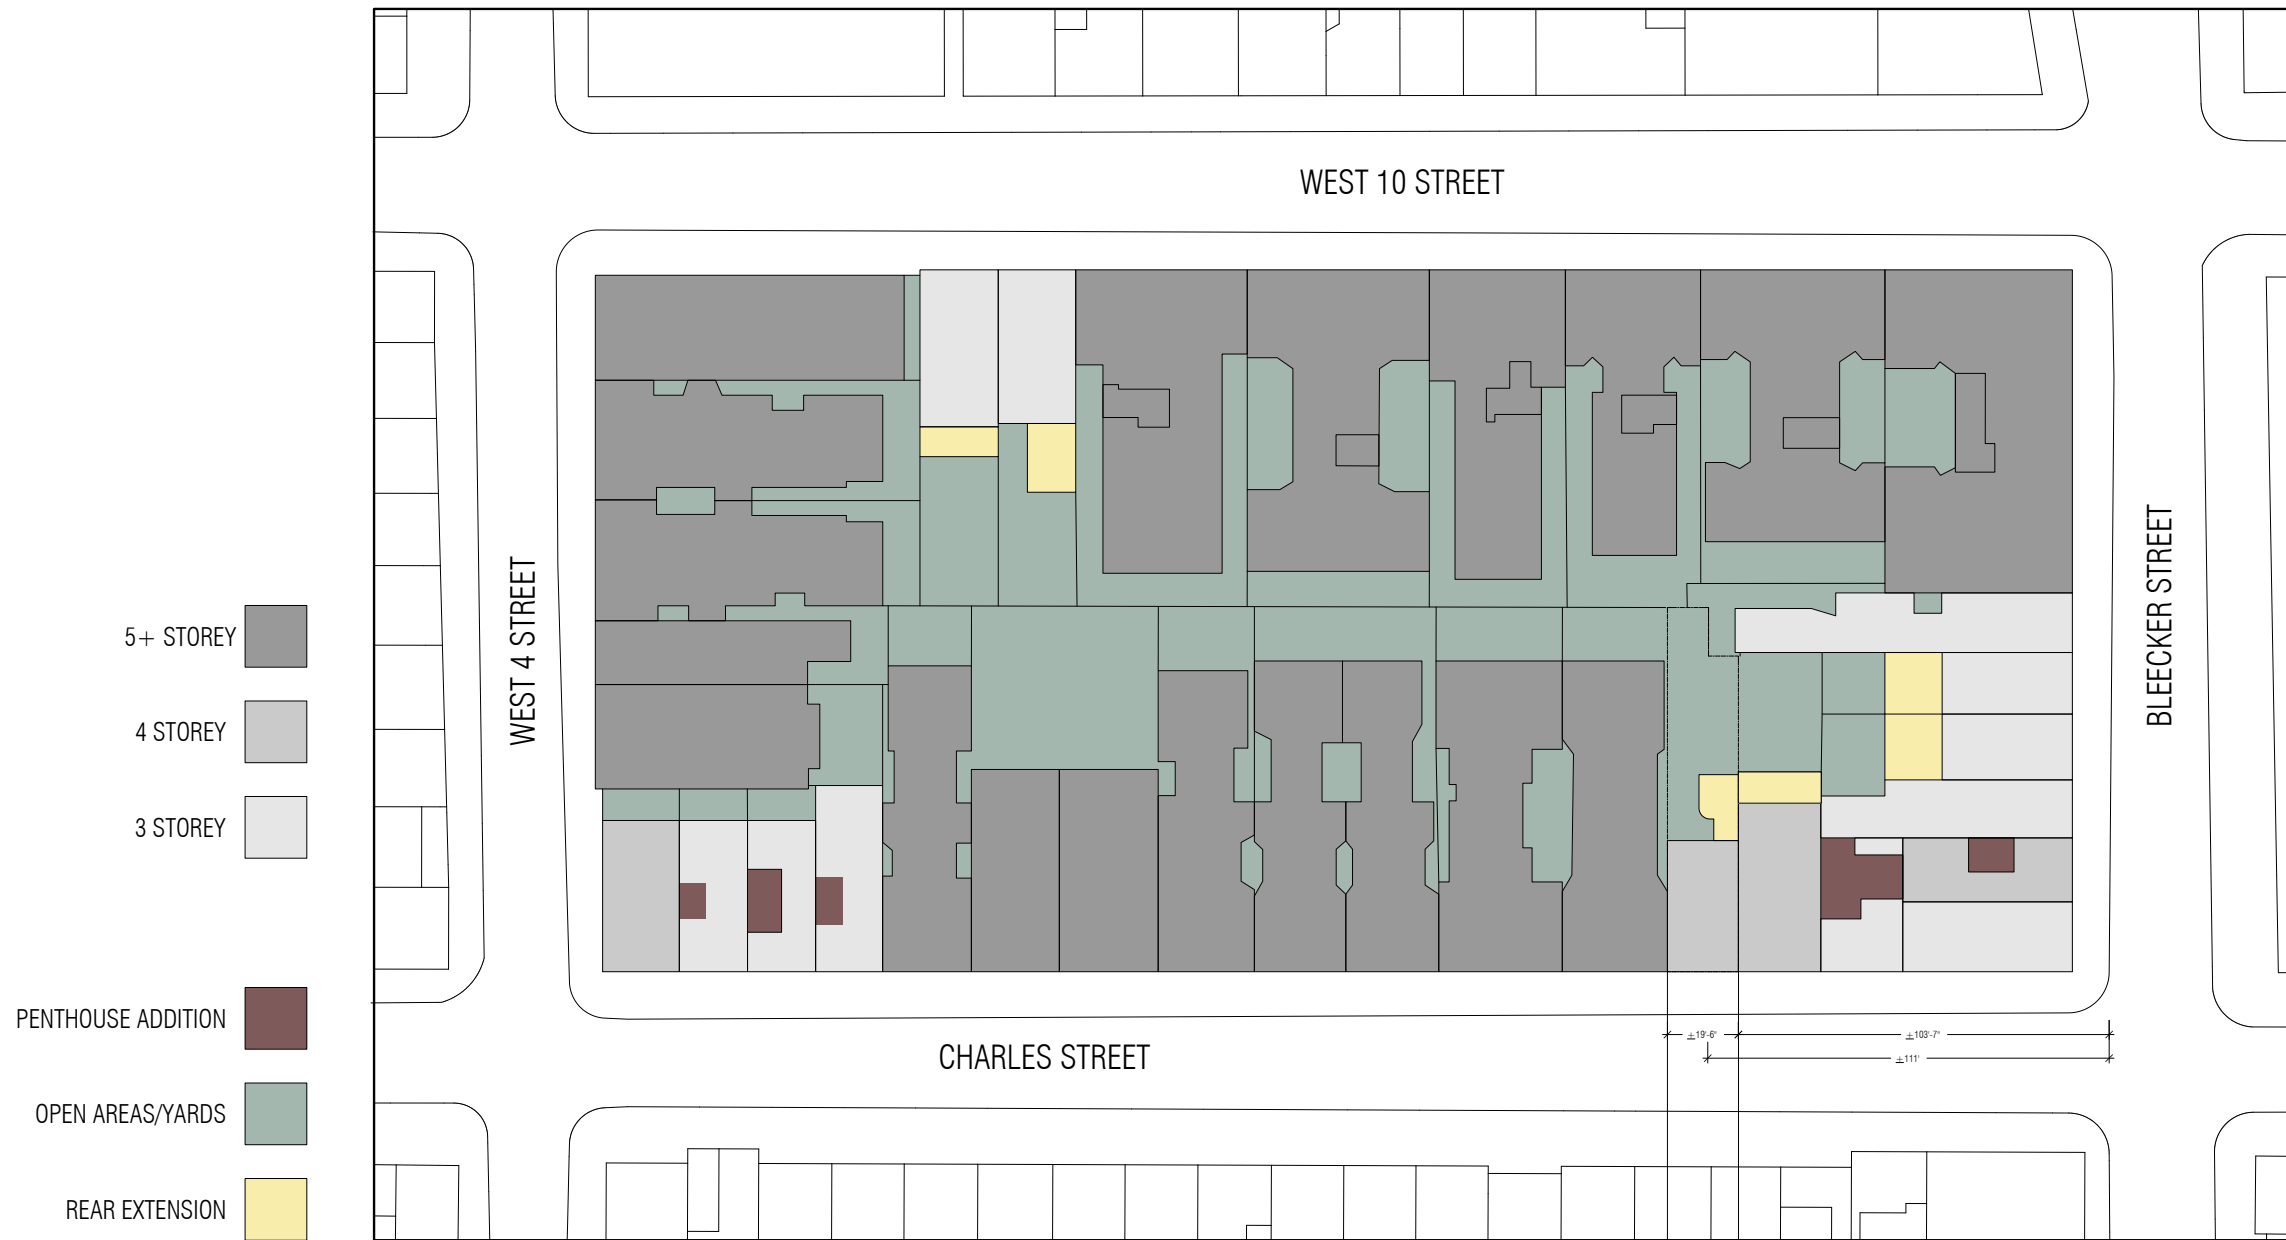 WEST 10 STREET
WEST 4 STREET
BLEECKER STREET
5+ STOREY
4 STOREY
3 STOREY
PENTHOUSE ADDITION
OPEN AREAS/YARDS
REAR EXTENSION
CHARLES STREET
±19'-6"
±103'-7"
±111'